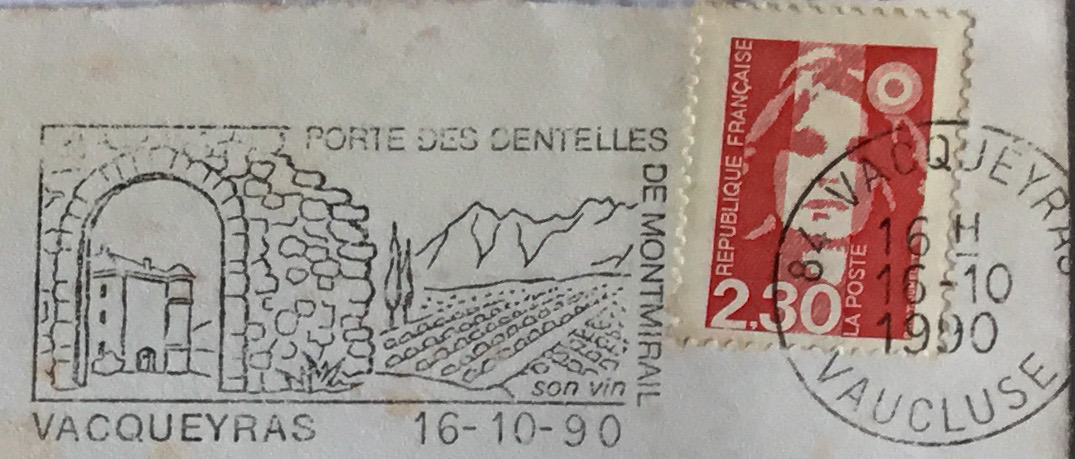 PORTE DES DENTELLES
DE MONTMIRAIL
son vin
VACQUEYRAS 16-10-90
REPUBLIQUE FRANÇAISE
2,30
LA POSTE
84 VACQUEYRAS
16 H
16-10
1990
VAUCLUSE